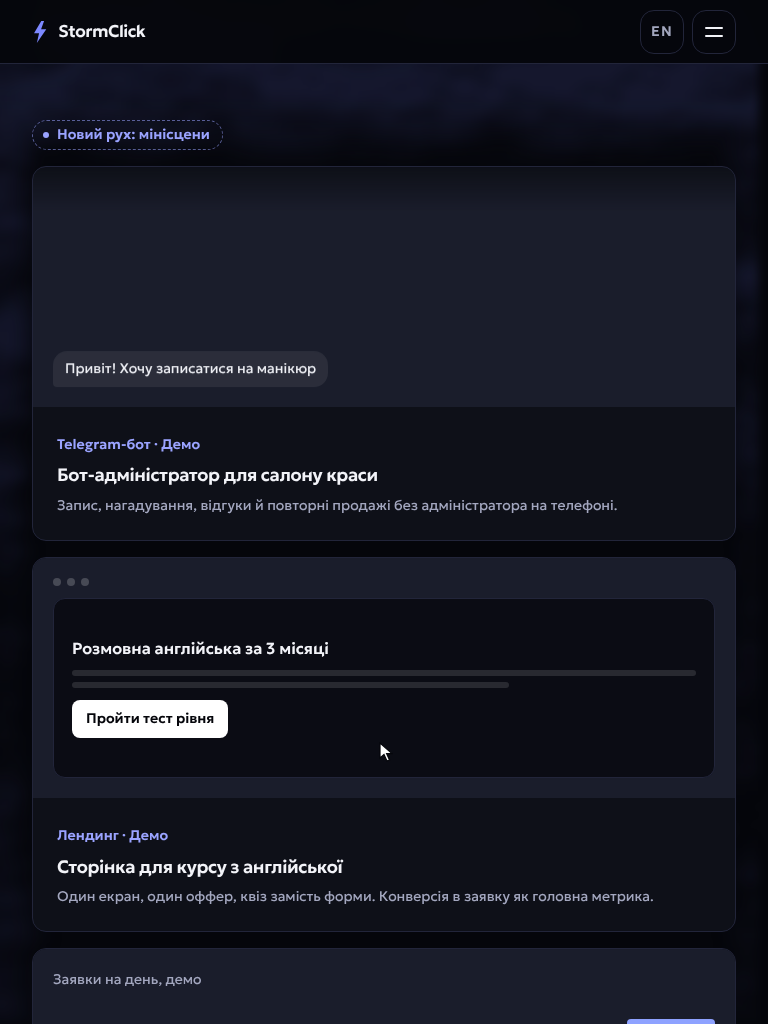 StormClick
EN
Новий рух: мінісцени
Привіт! Хочу записатися на манікюр
Telegram-бот · Демо
Бот-адміністратор для салону краси
Запис, нагадування, відгуки й повторні продажі без адміністратора на телефоні.
Розмовна англійська за 3 місяці
Пройти тест рівня
Лендинг · Демо
Сторінка для курсу з англійської
Один екран, один оффер, квіз замість форми. Конверсія в заявку як головна метрика.
Заявки на день, демо